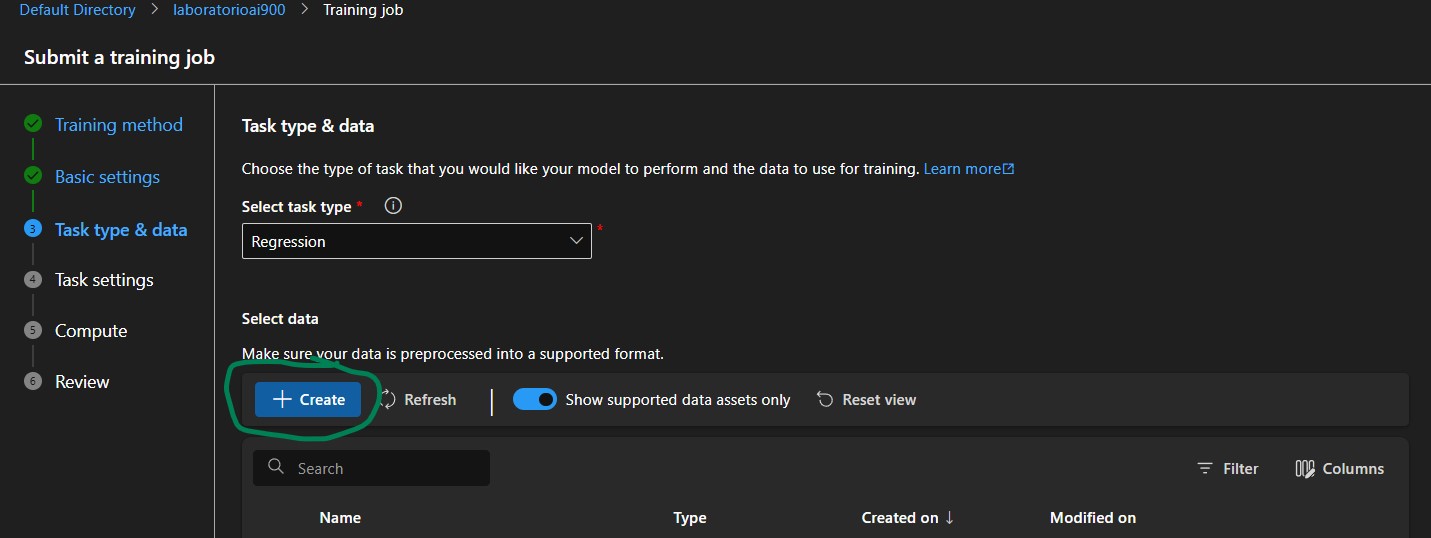 Default Directory > laboratorioai900 > Training job
Submit a training job
Training method
Basic settings
3 Task type & data
4 Task settings
5 Compute
6 Review
Task type & data
Choose the type of task that you would like your model to perform and the data to use for training. Learn more
Select task type *
Regression *
Select data
Make sure your data is preprocessed into a supported format.
+ Create Refresh | Show supported data assets only Reset view
Search Filter Columns
Name Type Created on ↓ Modified on